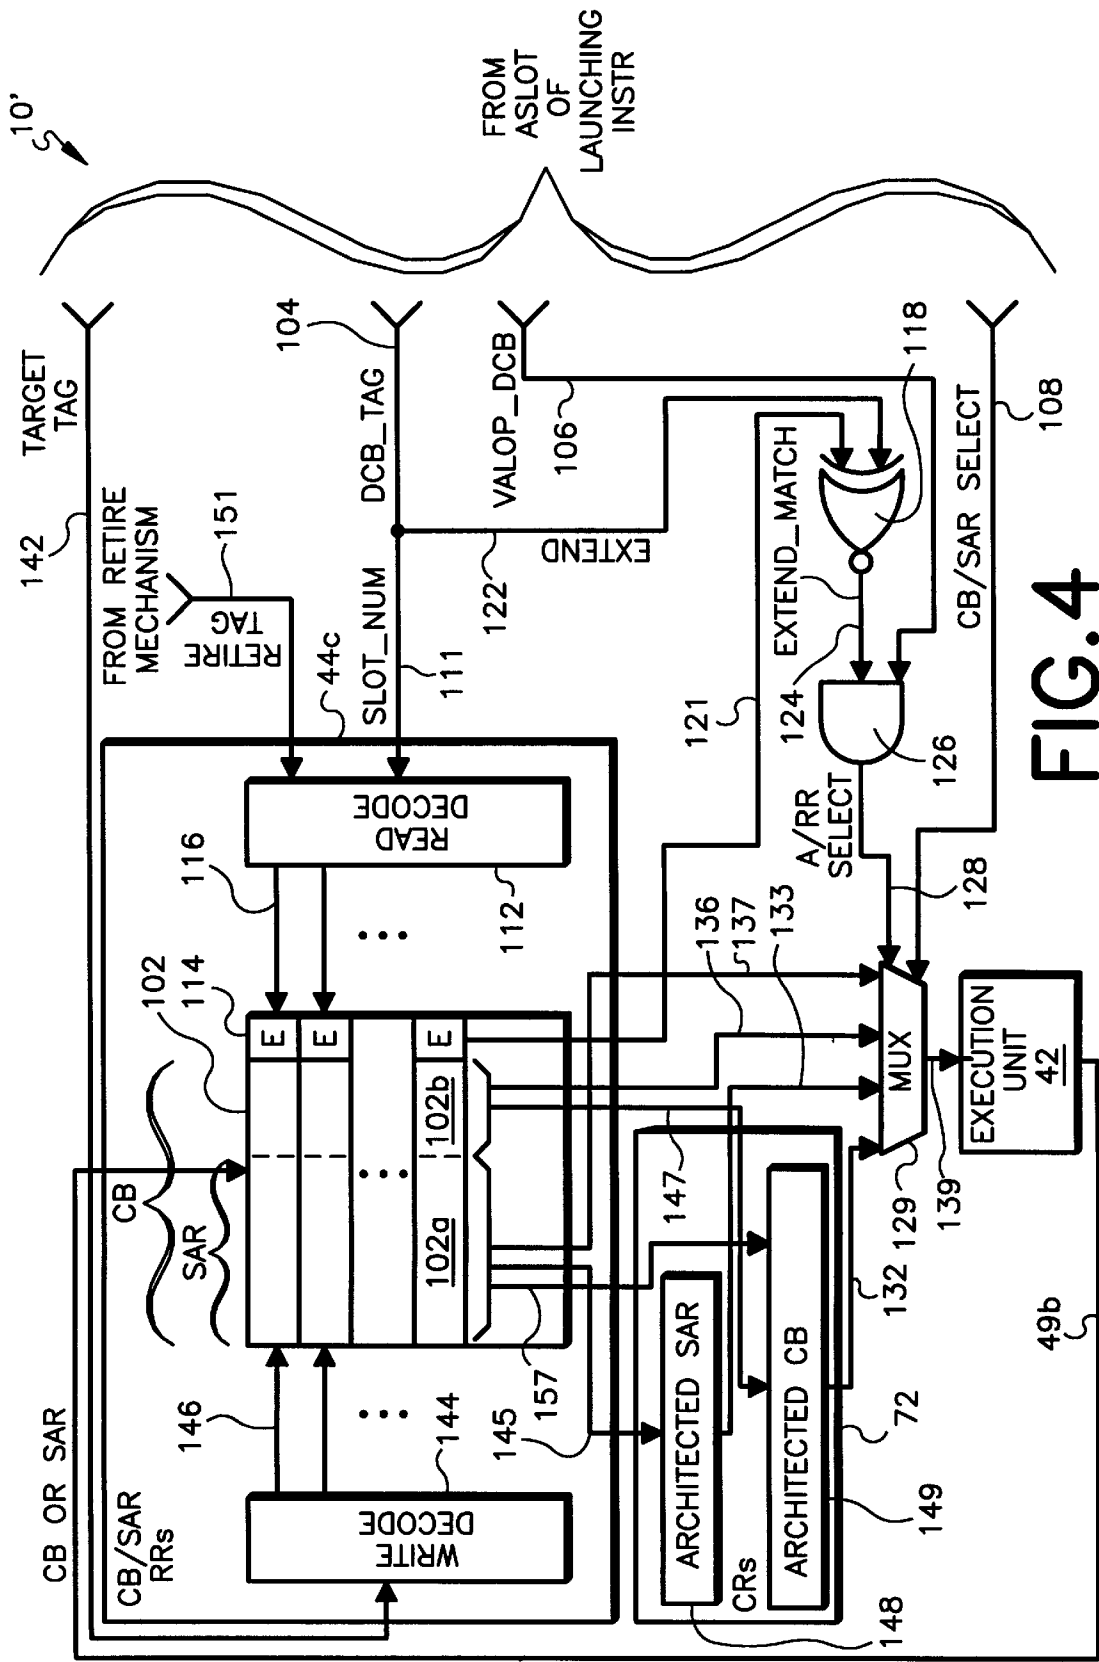 10'
FROM
ASLOT
OF
LAUNCHING
INSTR
TARGET
TAG
142
FROM RETIRE
MECHANISM
151
RETIRE
TAG
104
DCB_TAG
SLOT_NUM
111
122
EXTEND
VALOP_DCB
106
118
EXTEND_MATCH
121
124
126
CB/SAR SELECT
108
A/RR
SELECT
128
44c
READ
DECODE
112
116
102
114
E
E
E
CB
SAR
102a
102b
CB OR SAR
CB/SAR
RRs
WRITE
DECODE
144
146
145
157
147
136
137
133
ARCHITECTED SAR
CRs
ARCHITECTED CB
148
149
72
132
129
MUX
139
EXECUTION
UNIT
42
49b
FIG.4